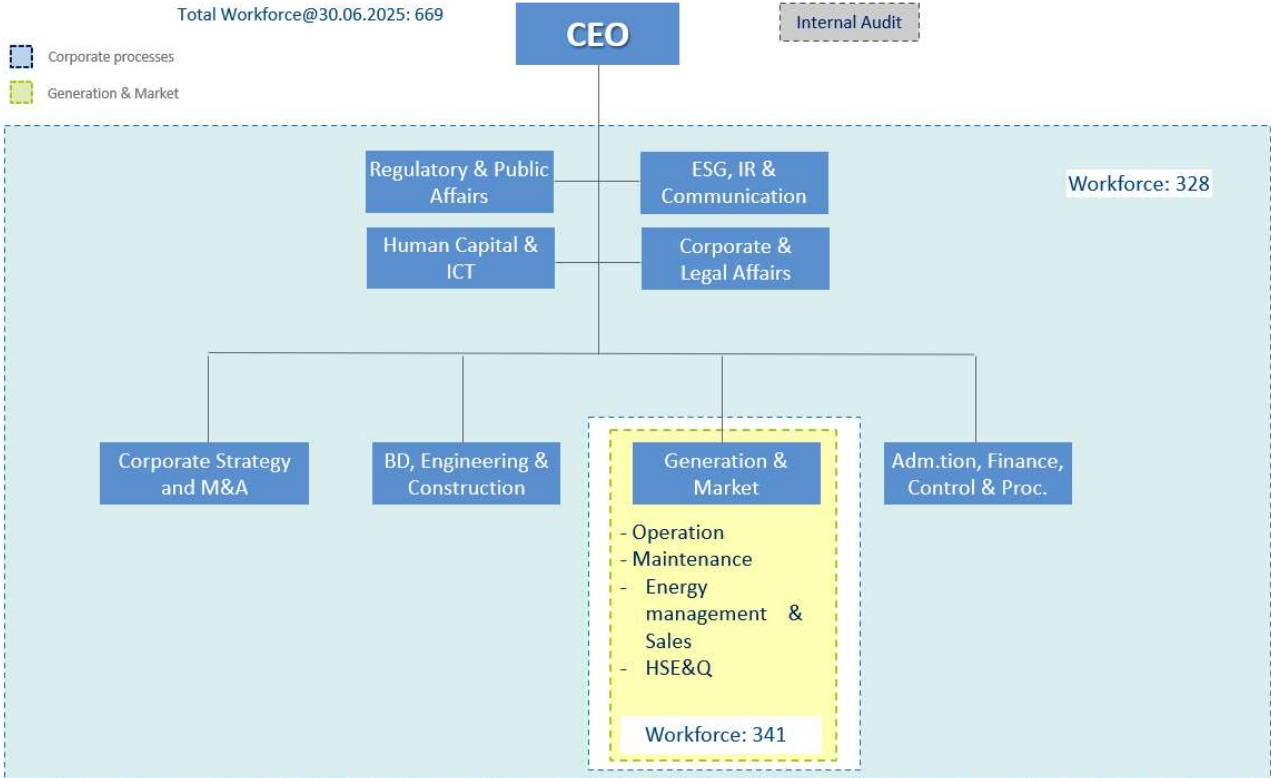 Total Workforce@30.06.2025: 669
CEO
Internal Audit
Corporate processes
Generation & Market
Regulatory & Public
Affairs
ESG, IR &
Communication
Workforce: 328
Human Capital &
ICT
Corporate &
Legal Affairs
Corporate Strategy
and M&A
BD, Engineering &
Construction
Generation &
Market
Adm.tion, Finance,
Control & Proc.
- Operation
- Maintenance
- Energy
management &
Sales
- HSE&Q
Workforce: 341